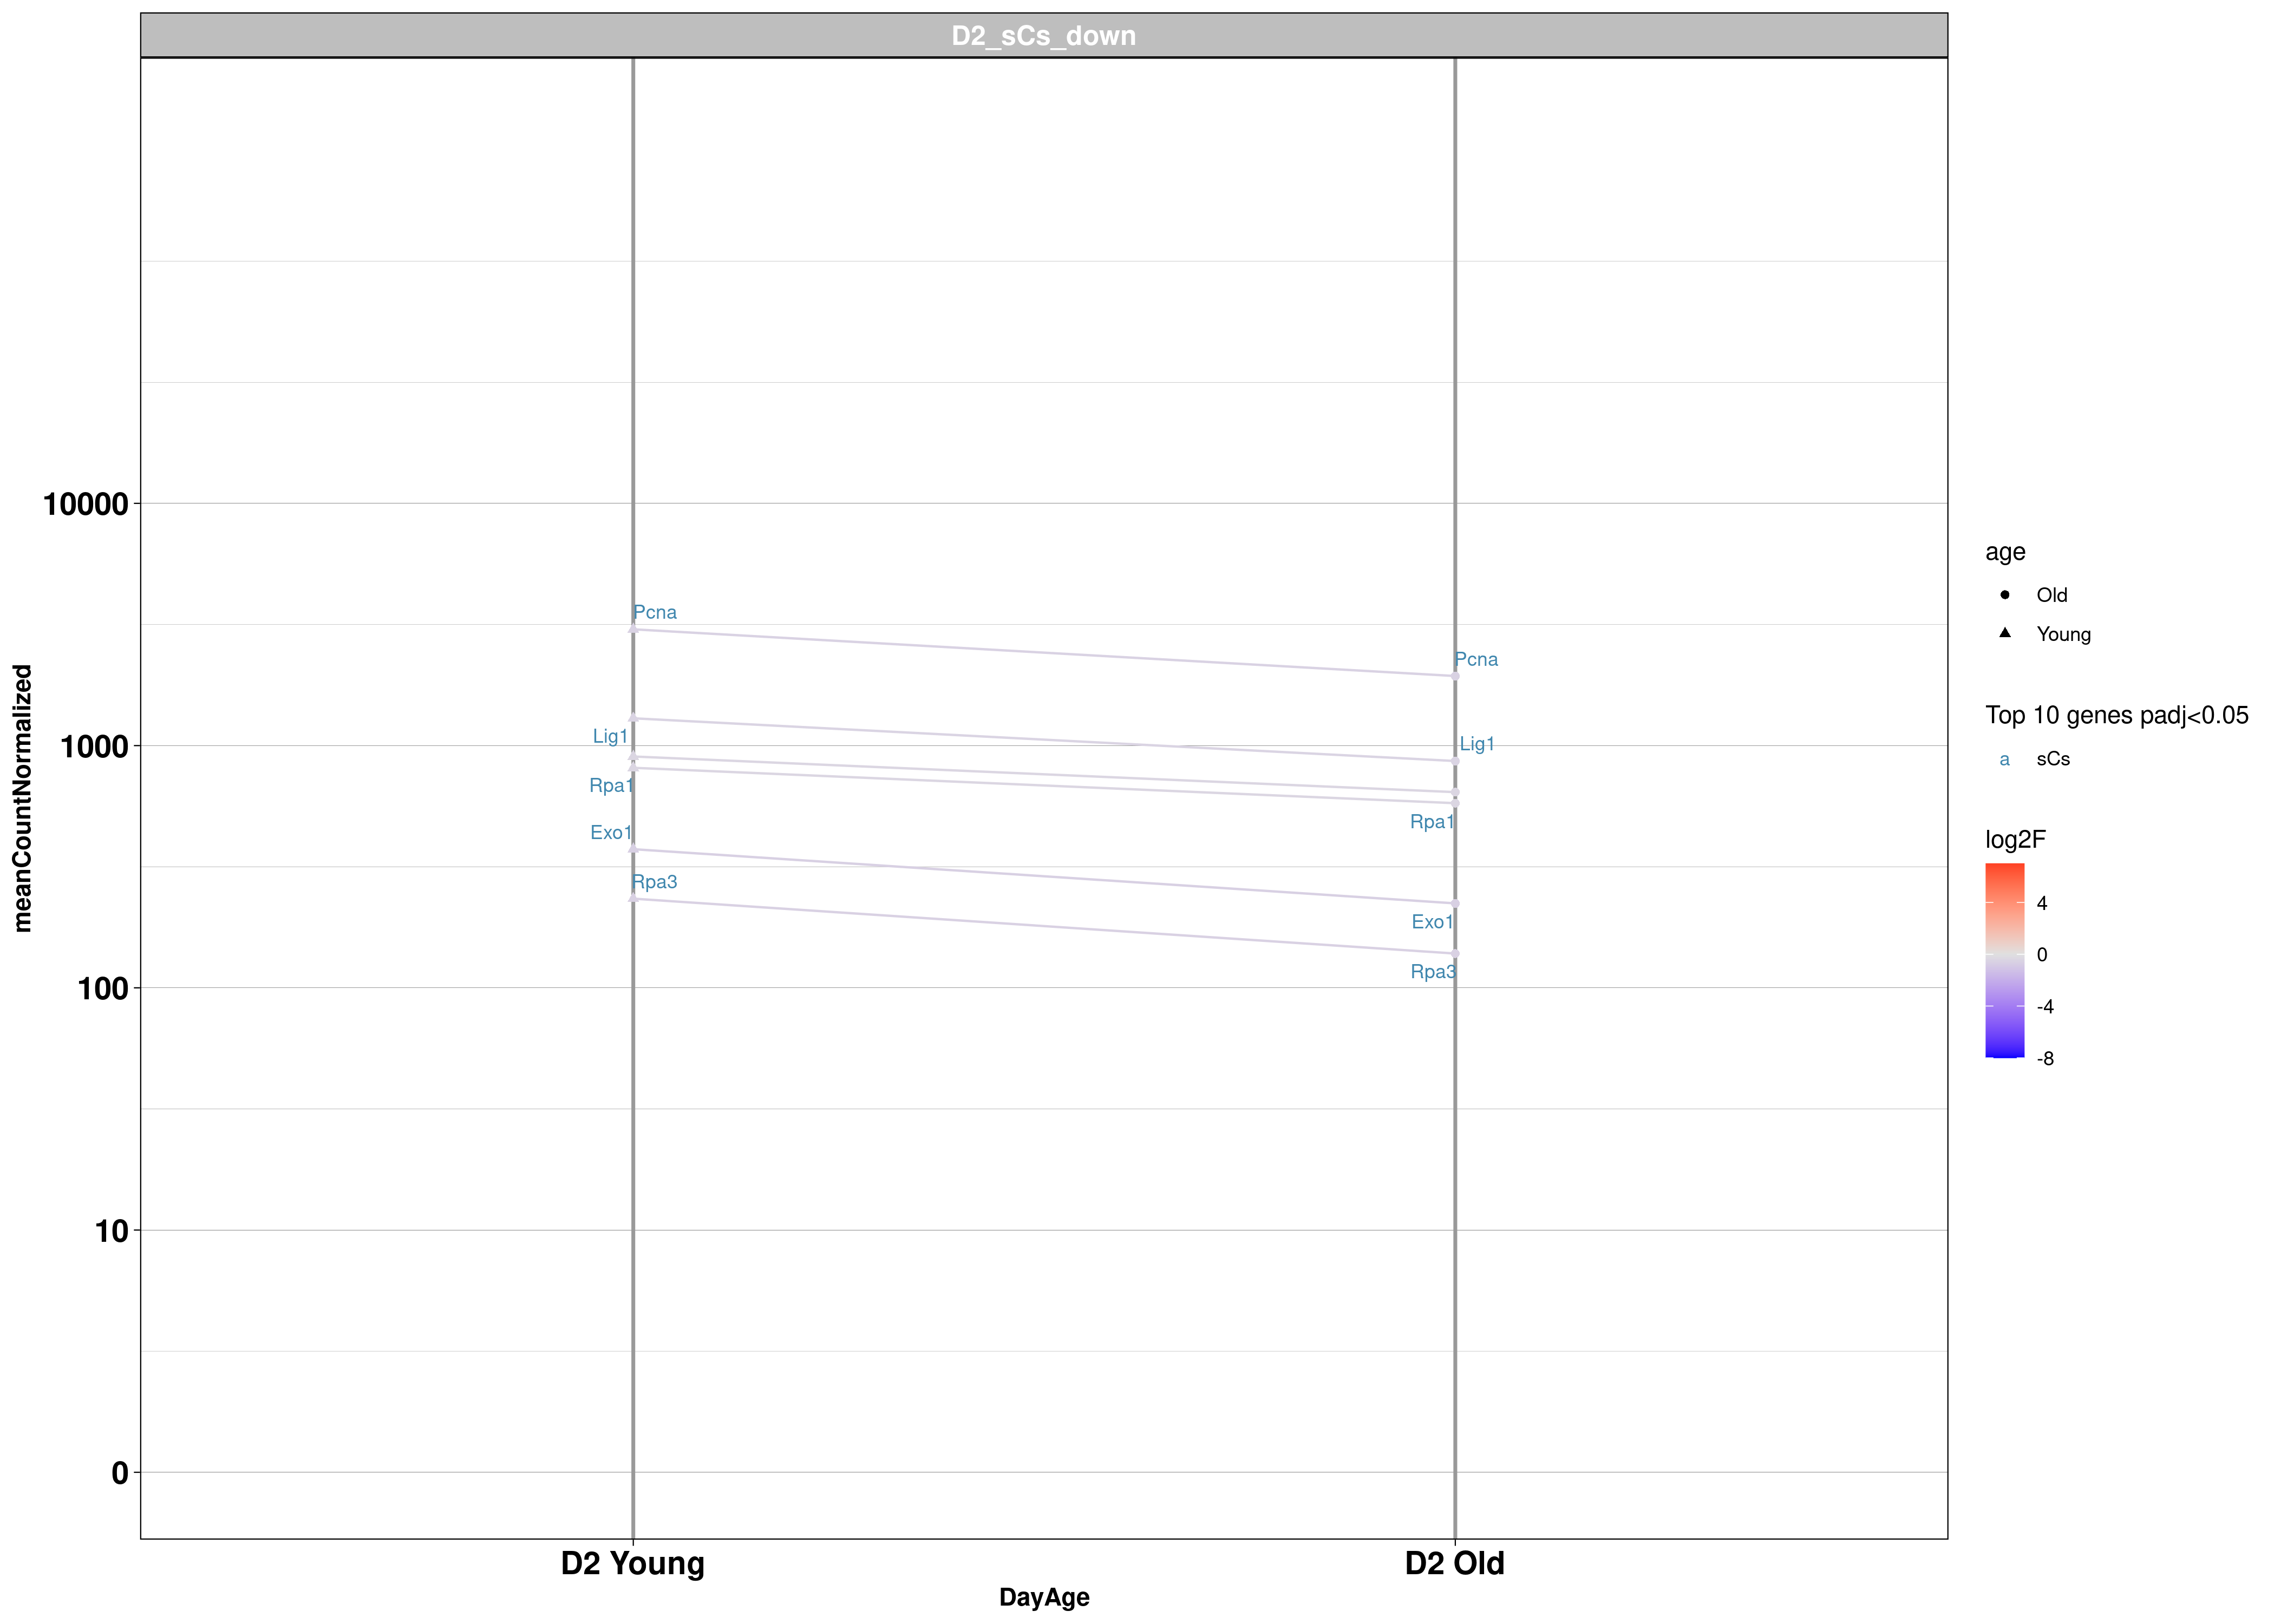 D2_sCs_down
meanCountNormalized
10000
1000
100
10
0
Pcna
Pcna
Lig1
Lig1
Rpa1
Rpa1
Exo1
Exo1
Rpa3
Rpa3
D2 Young
D2 Old
DayAge
age
Old
Young
Top 10 genes padj<0.05
a sCs
log2F
4
0
-4
-8